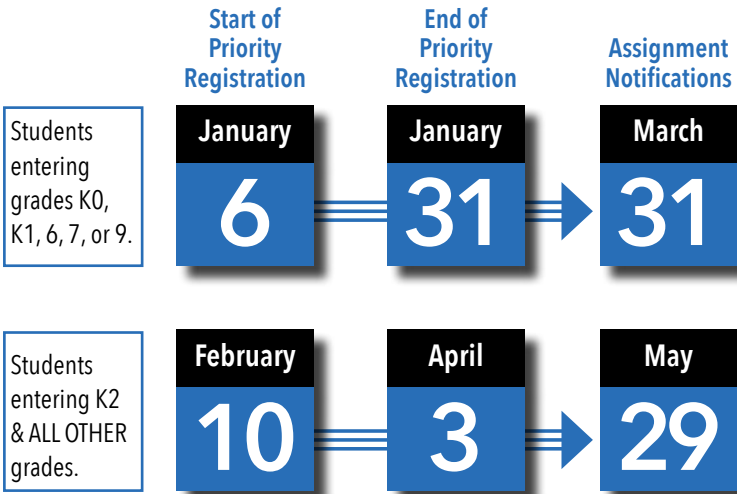 Start of
Priority
Registration
End of
Priority
Registration
Assignment
Notifications
Students
entering
grades K0,
K1, 6, 7, or 9.
January
6
January
31
March
31
Students
entering K2
& ALL OTHER
grades.
February
10
April
3
May
29